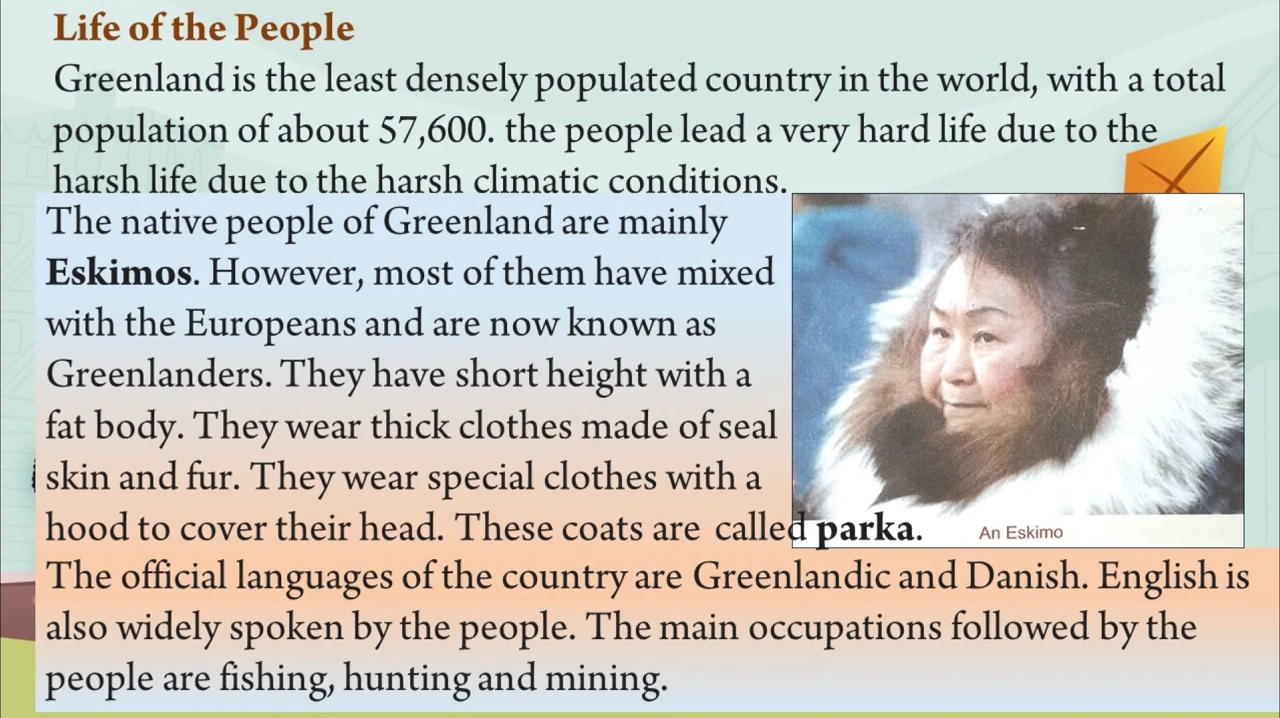 Life of the People
Greenland is the least densely populated country in the world, with a total
population of about 57,600. the people lead a very hard life due to the
harsh life due to the harsh climatic conditions.
The native people of Greenland are mainly
Eskimos. However, most of them have mixed
with the Europeans and are now known as
Greenlanders. They have short height with a
fat body. They wear thick clothes made of seal
skin and fur. They wear special clothes with a
hood to cover their head. These coats are called parka.
An Eskimo
The official languages of the country are Greenlandic and Danish. English is
also widely spoken by the people. The main occupations followed by the
people are fishing, hunting and mining.